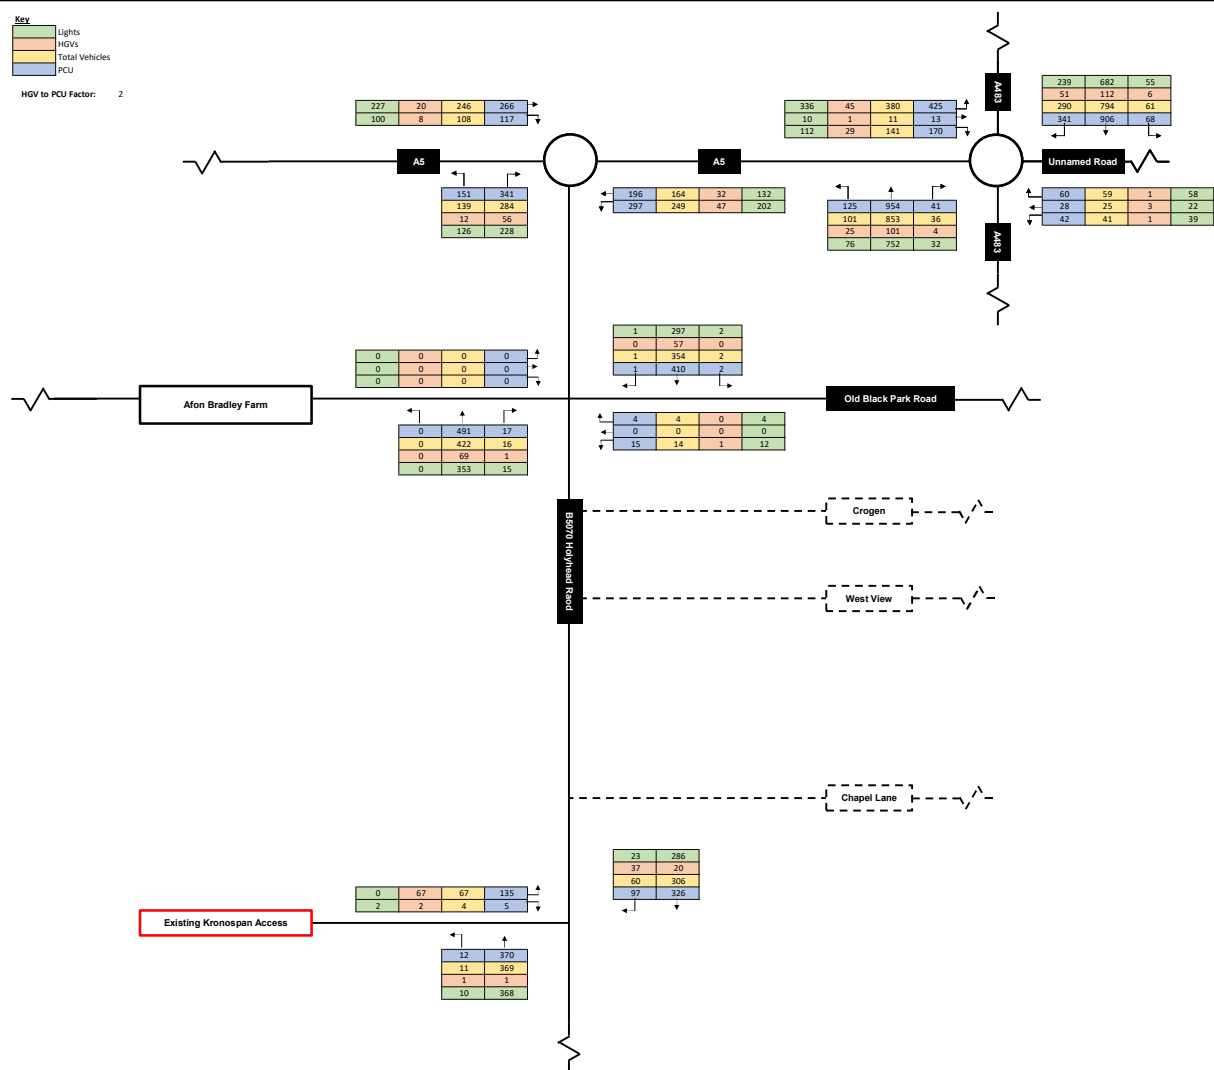 Key
Lights
HGVs
Total Vehicles
PCU
HGV to PCU Factor: 2
227 20 246 266
100 8 108 117
336 45 380 425
10 1 11 13
112 29 141 170
A483
239 682 55
51 112 6
290 794 61
341 906 68
A5
A5
Unnamed Road
151 341
139 284
12 56
126 228
196 164 32 132
297 249 47 202
125 954 41
101 853 36
25 101 4
76 752 32
A483
60 59 1 58
28 25 3 22
42 41 1 39
1 297 2
0 57 0
1 354 2
1 410 2
0 0 0 0
0 0 0 0
0 0 0 0
Afon Bradley Farm
Old Black Park Road
0 491 17
0 422 16
0 69 1
0 353 15
4 4 0 4
0 0 0 0
15 14 1 12
B5070 Holyhead Raod
Crogen
West View
Chapel Lane
23 286
37 20
60 306
97 326
0 67 67 135
2 2 4 5
Existing Kronospan Access
12 370
11 369
1 1
10 368